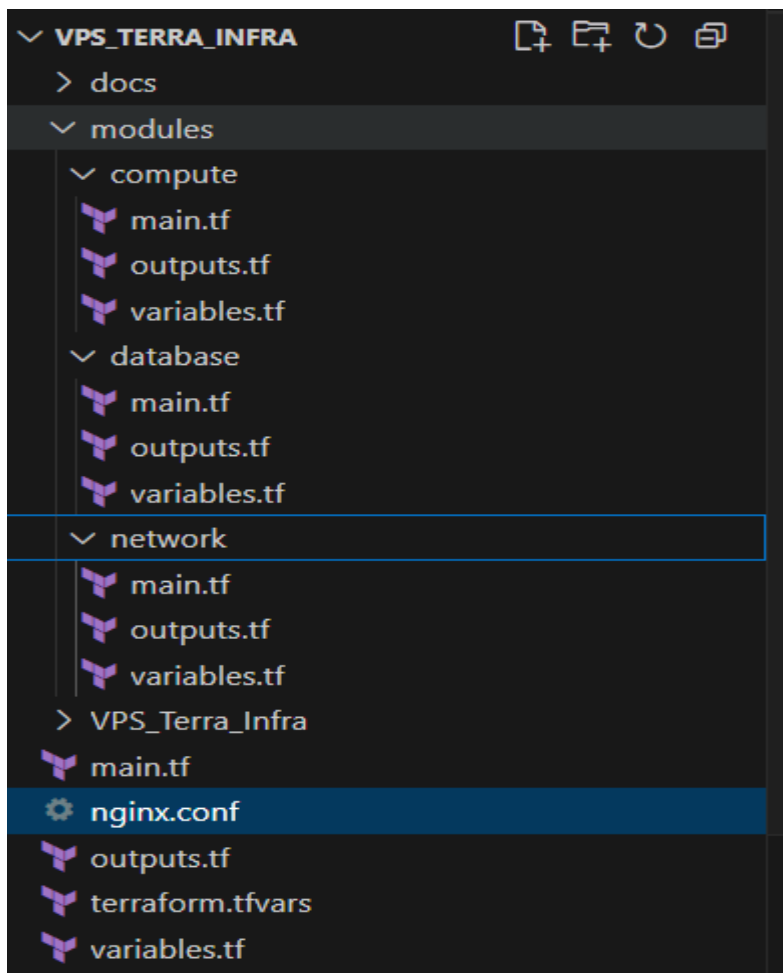 VPS_TERRA_INFRA
docs
modules
compute
main.tf
outputs.tf
variables.tf
database
main.tf
outputs.tf
variables.tf
network
main.tf
outputs.tf
variables.tf
VPS_Terra_Infra
main.tf
nginx.conf
outputs.tf
terraform.tfvars
variables.tf